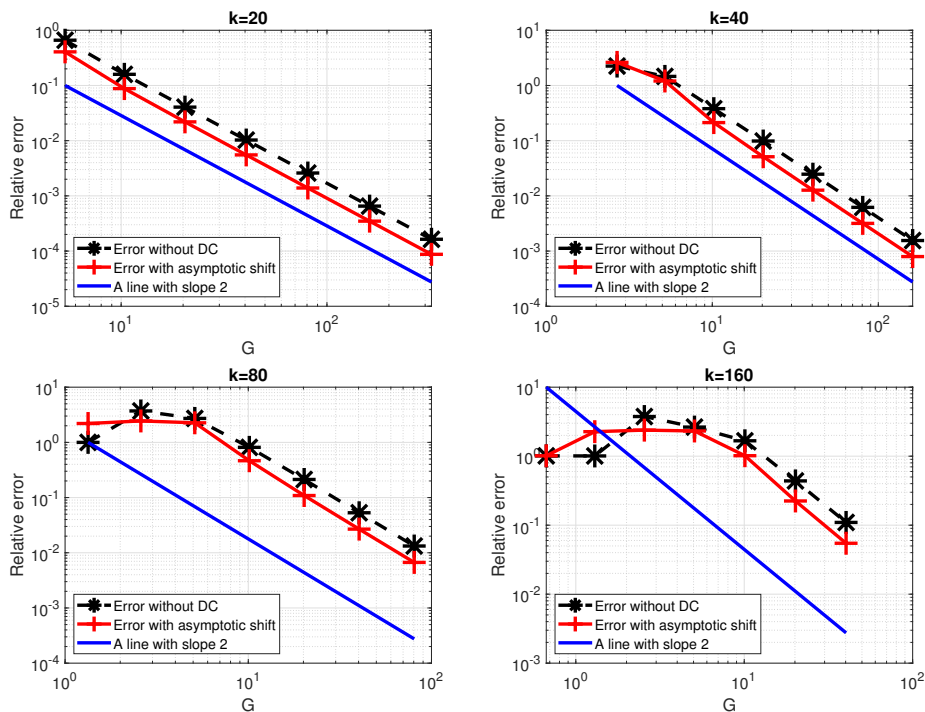 k=20
Relative error
10^0
10^-1
10^-2
10^-3
10^-4
10^-5
10^1
10^2
G
Error without DC
Error with asymptotic shift
A line with slope 2
k=40
Relative error
10^1
10^0
10^-1
10^-2
10^-3
10^-4
10^0
10^1
10^2
G
Error without DC
Error with asymptotic shift
A line with slope 2
k=80
Relative error
10^1
10^0
10^-1
10^-2
10^-3
10^-4
10^0
10^1
10^2
G
Error without DC
Error with asymptotic shift
A line with slope 2
k=160
Relative error
10^1
10^0
10^-1
10^-2
10^-3
10^0
10^1
10^2
G
Error without DC
Error with asymptotic shift
A line with slope 2